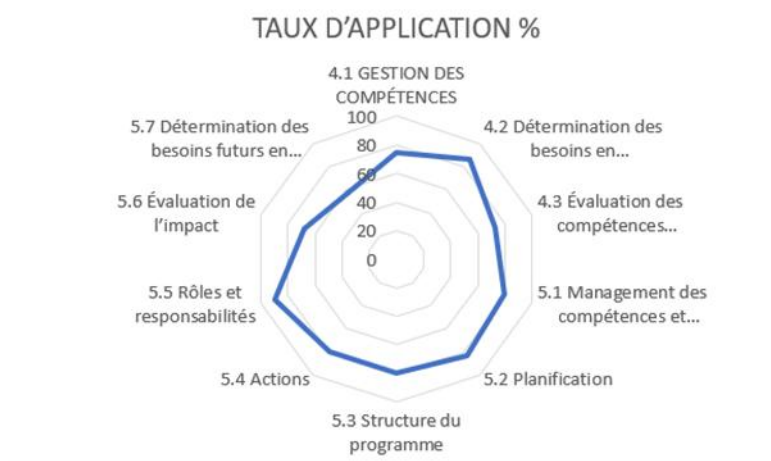 TAUX D’APPLICATION %
4.1 GESTION DES
COMPÉTENCES
4.2 Détermination des
besoins en...
4.3 Évaluation des
compétences...
5.1 Management des
compétences et...
5.2 Planification
5.3 Structure du
programme
5.4 Actions
5.5 Rôles et
responsabilités
5.6 Évaluation de
l’impact
5.7 Détermination des
besoins futurs en...
100
80
60
40
20
0